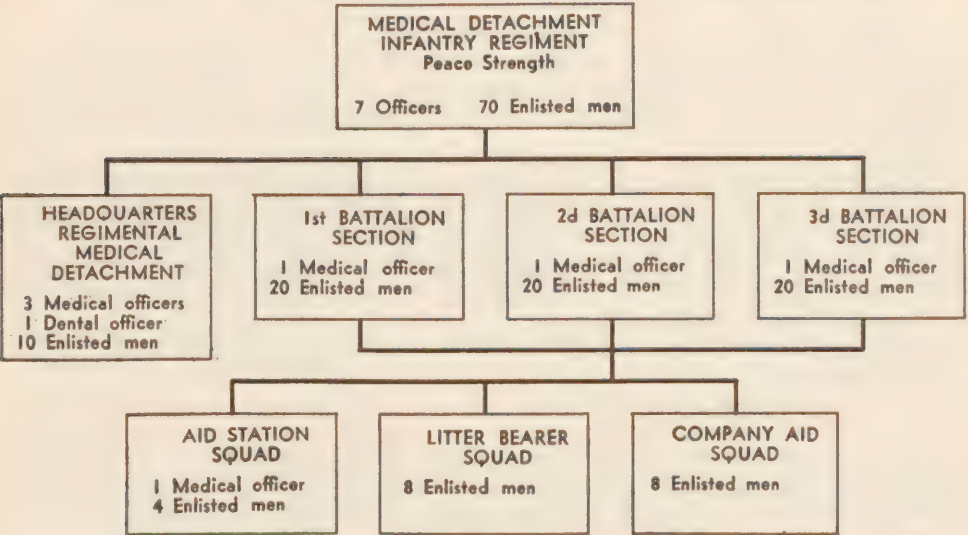 MEDICAL DETACHMENT
INFANTRY REGIMENT
Peace Strength
7 Officers 70 Enlisted men
HEADQUARTERS
REGIMENTAL
MEDICAL
DETACHMENT
3 Medical officers
1 Dental officer
10 Enlisted men
1st BATTALION
SECTION
1 Medical officer
20 Enlisted men
2d BATTALION
SECTION
1 Medical officer
20 Enlisted men
3d BATTALION
SECTION
1 Medical officer
20 Enlisted men
AID STATION
SQUAD
1 Medical officer
4 Enlisted men
LITTER BEARER
SQUAD
8 Enlisted men
COMPANY AID
SQUAD
8 Enlisted men